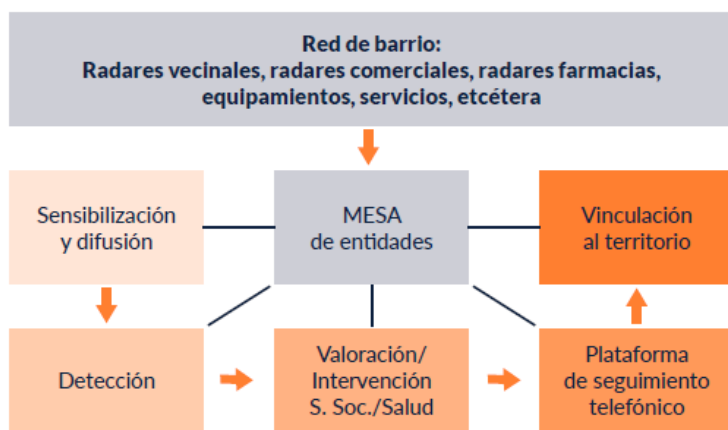 Red de barrio:
Radares vecinales, radares comerciales, radares farmacias,
equipamientos, servicios, etcétera
Sensibilización
y difusión
MESA
de entidades
Vinculación
al territorio
Detección
Valoración/
Intervención
S. Soc./Salud
Plataforma
de seguimiento
telefónico